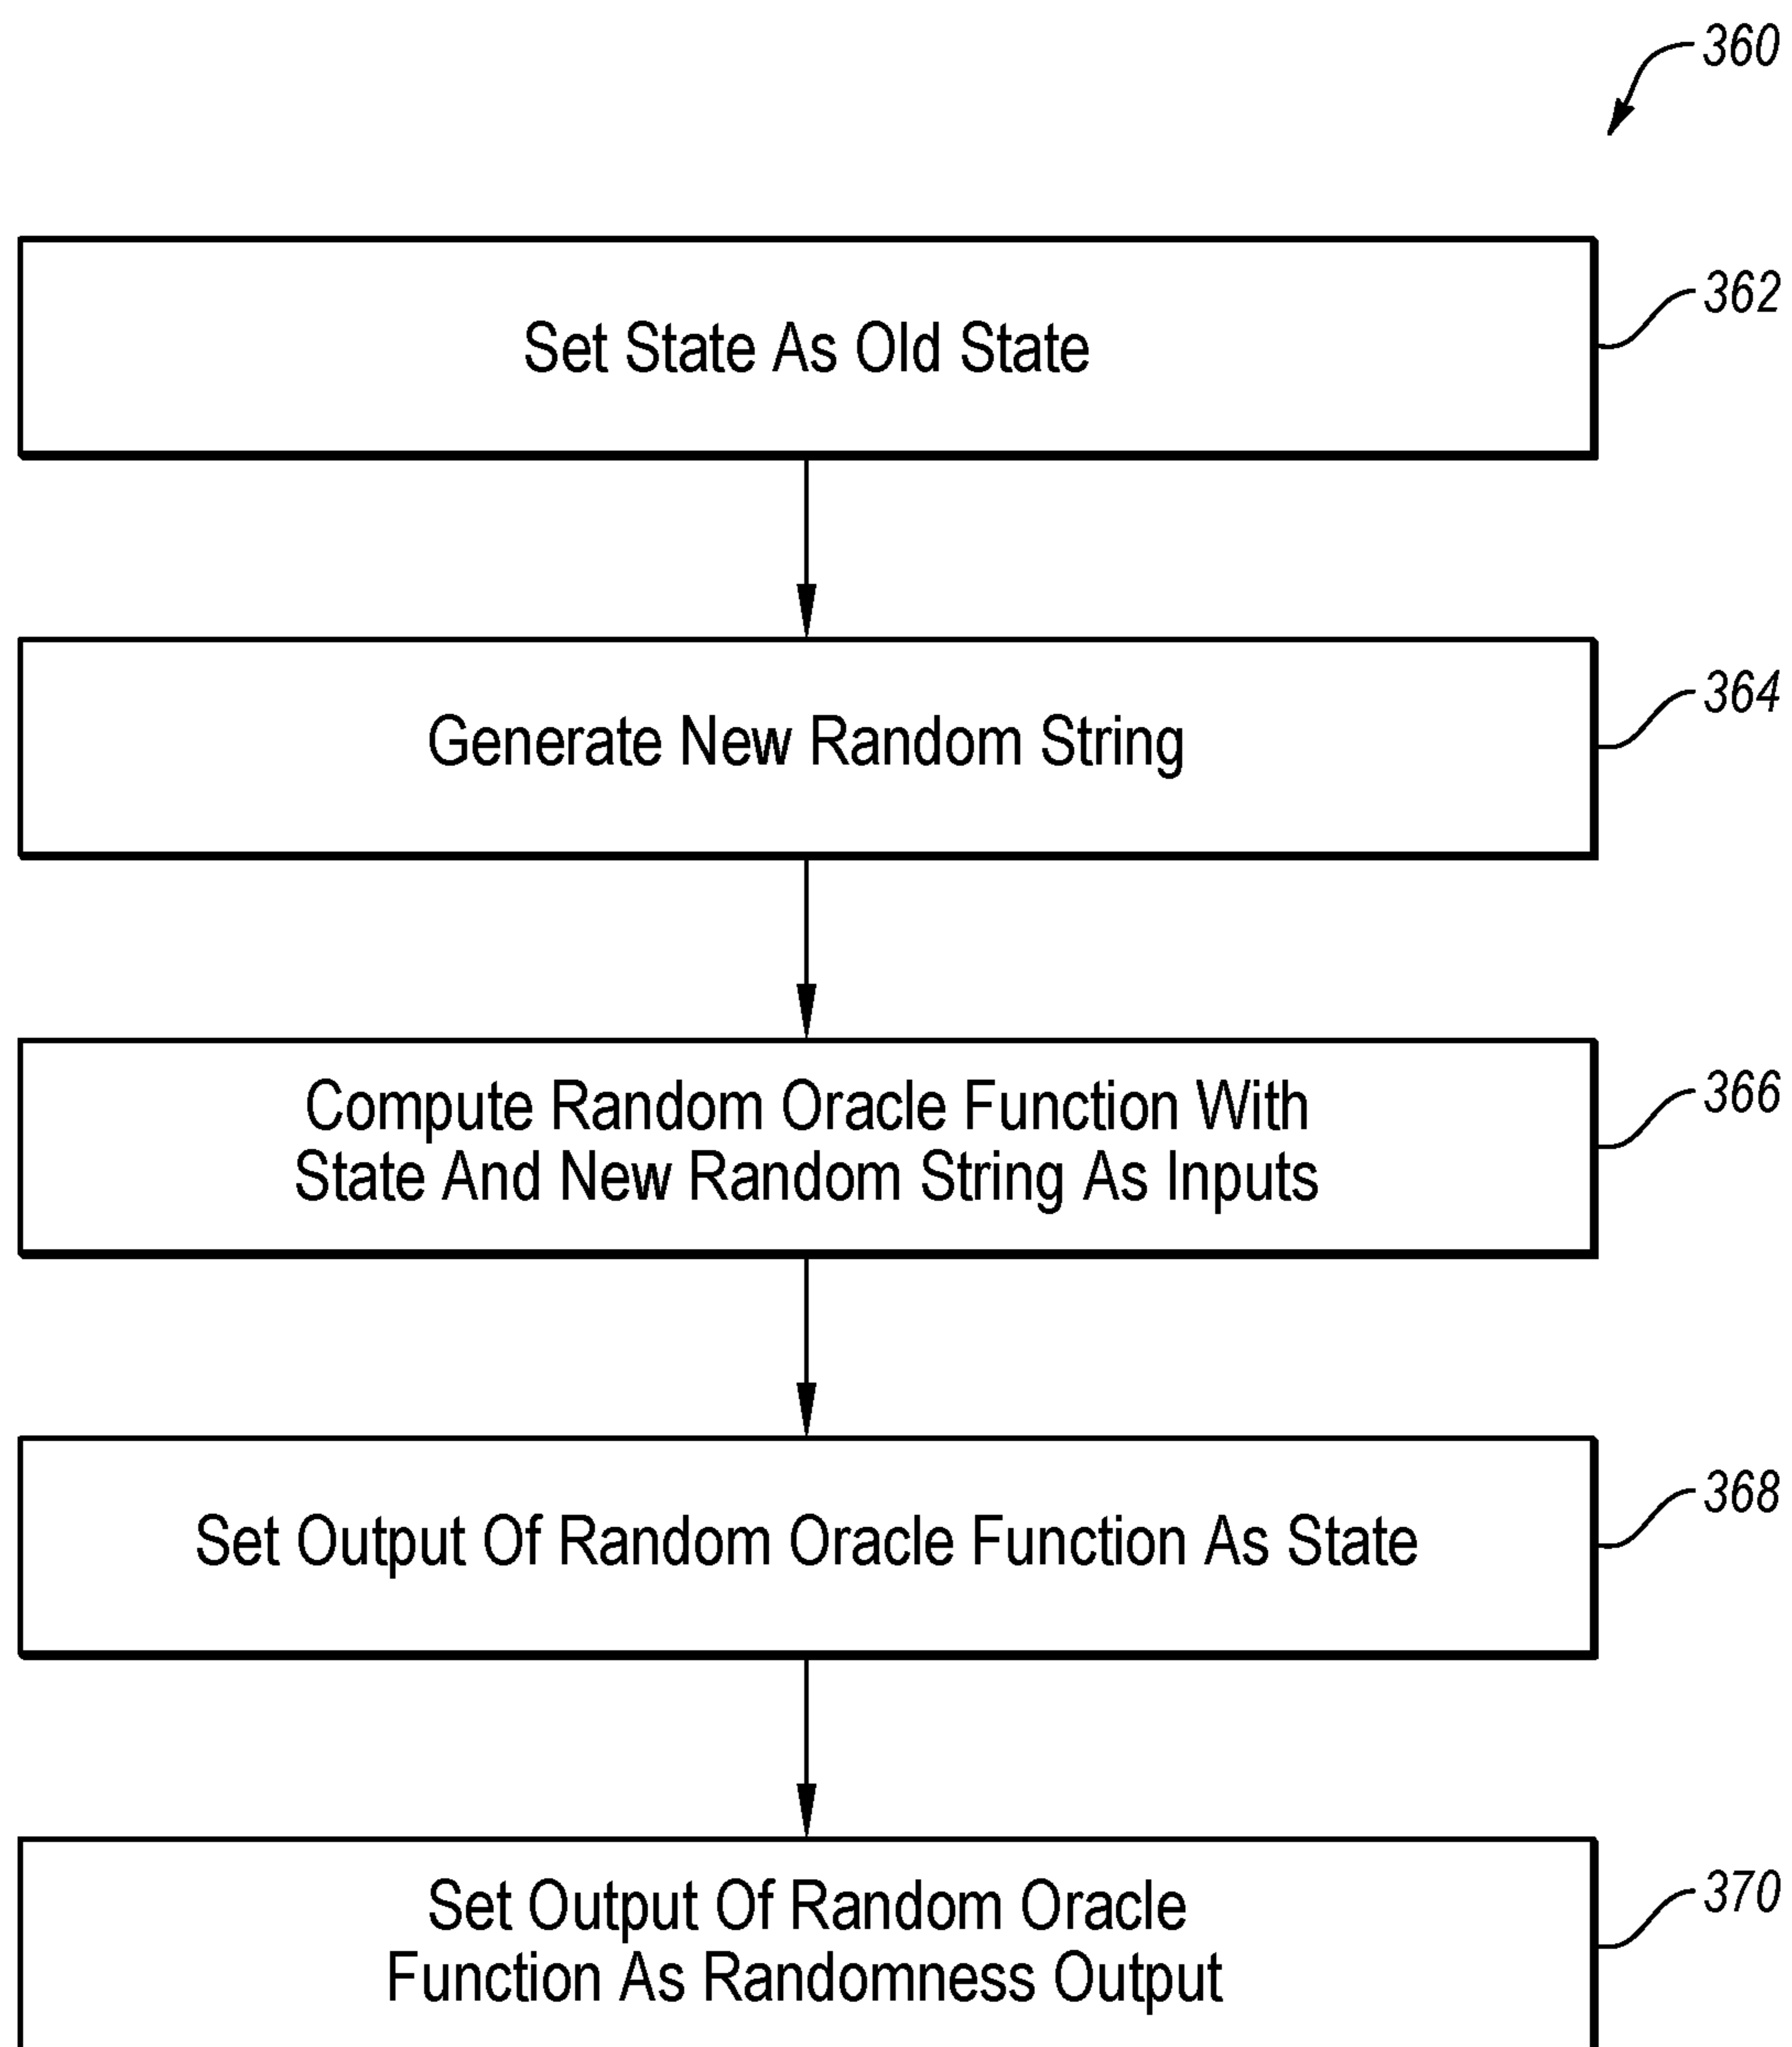 360
Set State As Old State
362
Generate New Random String
364
Compute Random Oracle Function With
State And New Random String As Inputs
366
Set Output Of Random Oracle Function As State
368
Set Output Of Random Oracle
Function As Randomness Output
370